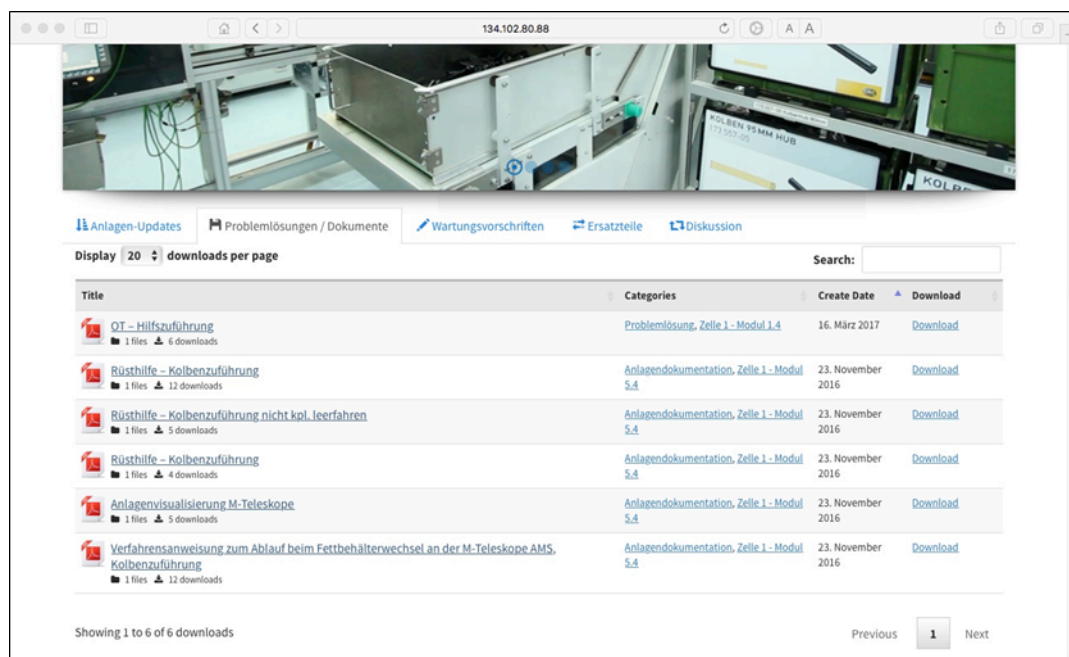 134.102.80.88
A A
KOLBEN 95 MM HUB
173 557-05
KOLB
Anlagen-Updates
Problemlösungen / Dokumente
Wartungsvorschriften
Ersatzteile
Diskussion
Display 20 downloads per page
Search:
Title Categories Create Date Download
OT – Hilfszuführung Problemlösung, Zelle 1 - Modul 1.4 16. März 2017 Download
1 files 6 downloads
Rüsthilfe – Kolbenzuführung Anlagendokumentation, Zelle 1 - Modul 23. November Download
1 files 12 downloads 5.4 2016
Rüsthilfe – Kolbenzuführung nicht kpl. leerfahren Anlagendokumentation, Zelle 1 - Modul 23. November Download
1 files 5 downloads 5.4 2016
Rüsthilfe – Kolbenzuführung Anlagendokumentation, Zelle 1 - Modul 23. November Download
1 files 4 downloads 5.4 2016
Anlagenvisualisierung M-Teleskope Anlagendokumentation, Zelle 1 - Modul 23. November Download
1 files 5 downloads 5.4 2016
Verfahrensanweisung zum Ablauf beim Fettbehälterwechsel an der M-Teleskope AMS, Anlagendokumentation, Zelle 1 - Modul 23. November Download
Kolbenzuführung 5.4 2016
1 files 12 downloads
Showing 1 to 6 of 6 downloads
Previous 1 Next